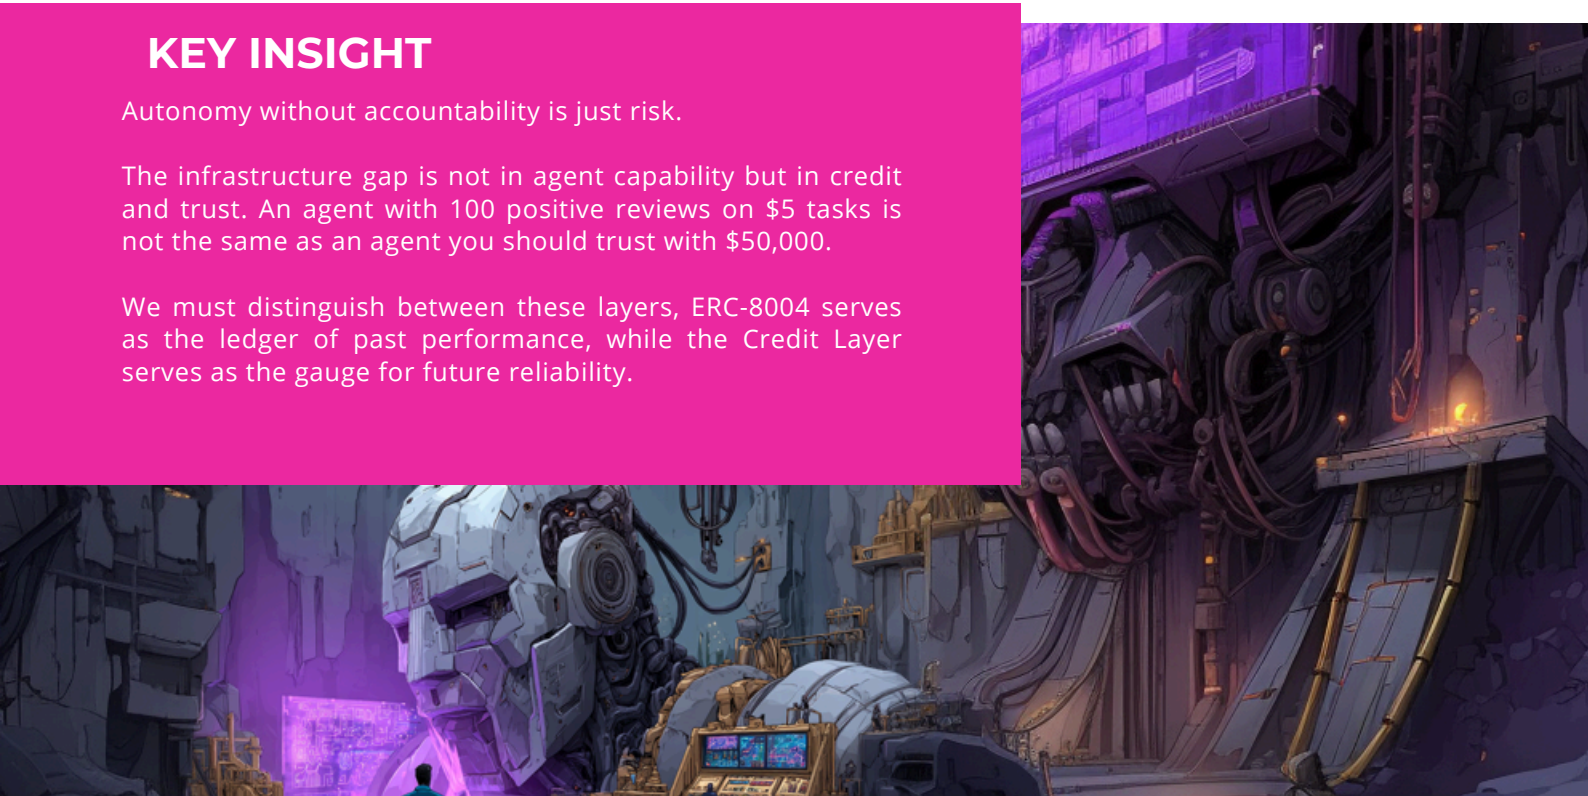 KEY INSIGHT
Autonomy without accountability is just risk.
The infrastructure gap is not in agent capability but in credit
and trust. An agent with 100 positive reviews on $5 tasks is
not the same as an agent you should trust with $50,000.
We must distinguish between these layers, ERC-8004 serves
as the ledger of past performance, while the Credit Layer
serves as the gauge for future reliability.